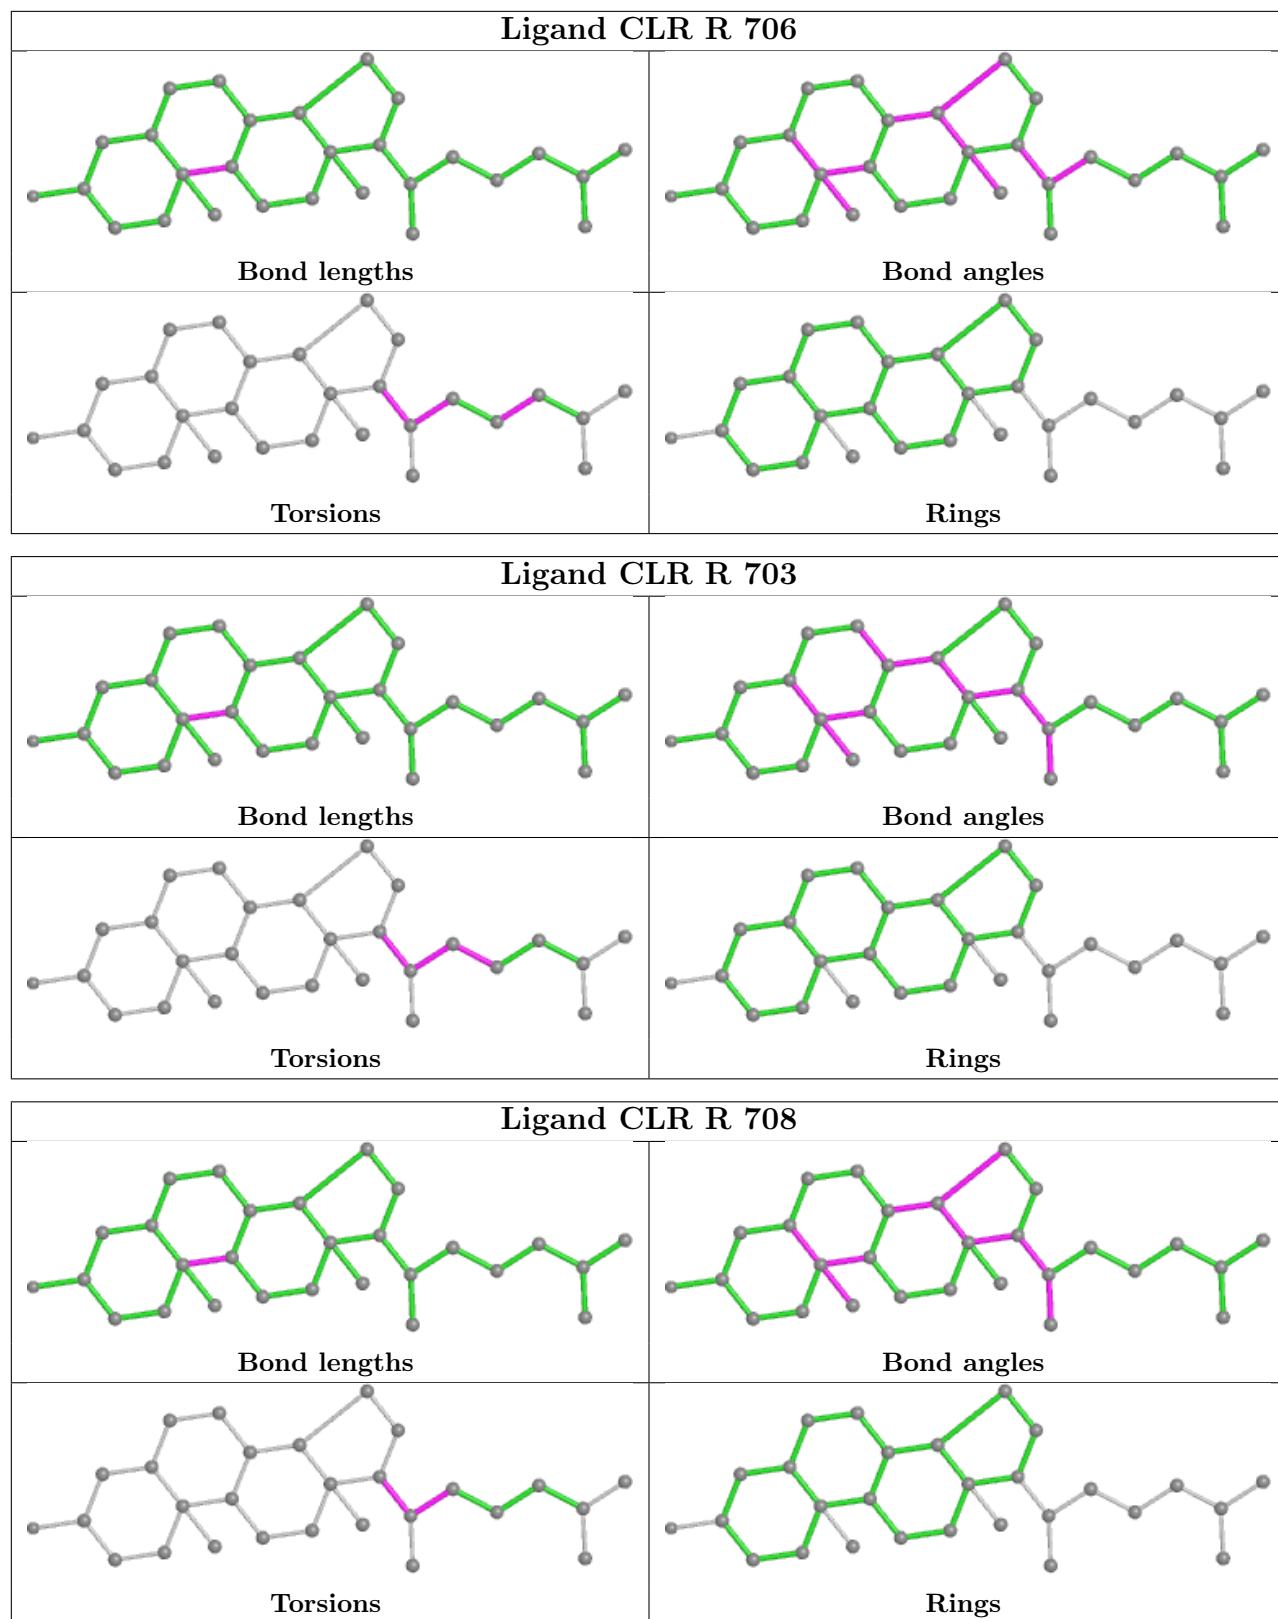 Ligand CLR R 706
Bond lengths
Bond angles
Torsions
Rings
Ligand CLR R 703
Bond lengths
Bond angles
Torsions
Rings
Ligand CLR R 708
Bond lengths
Bond angles
Torsions
Rings